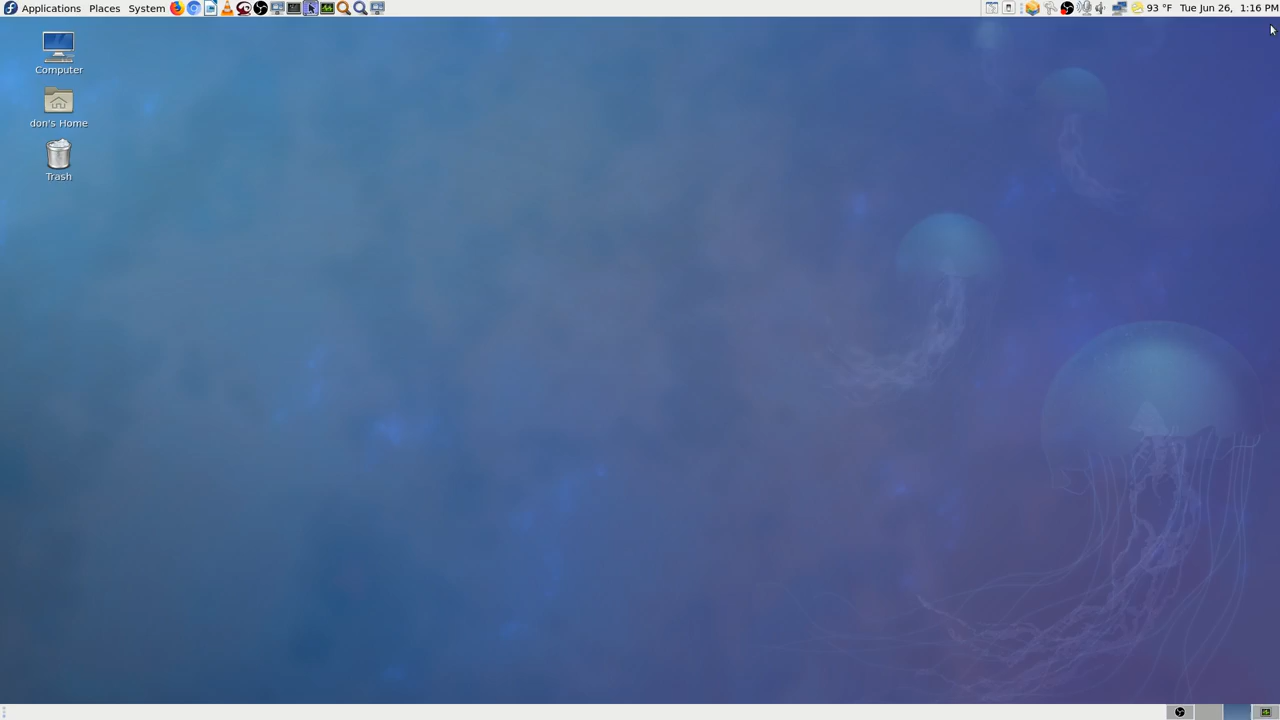 Applications Places System 93 °F Tue Jun 26, 1:16 PM
Computer
don's Home
Trash